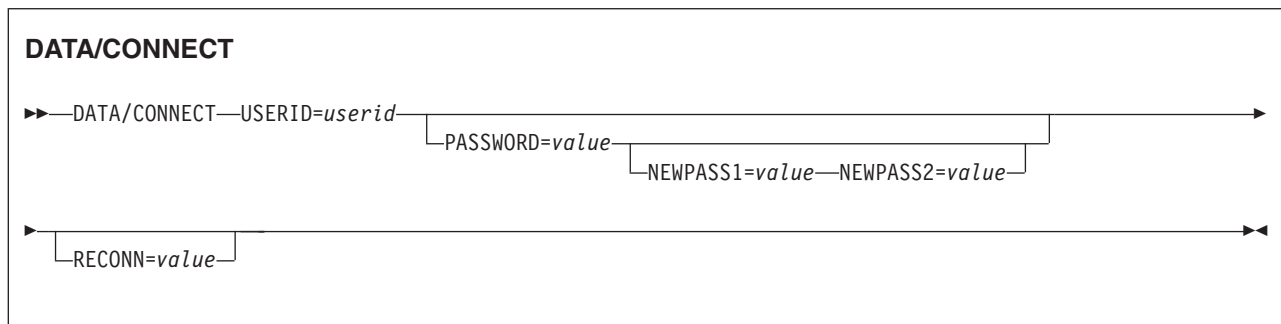 DATA/CONNECT
DATA/CONNECT USERID=userid
PASSWORD=value
NEWPASS1=value NEWPASS2=value
RECONN=value